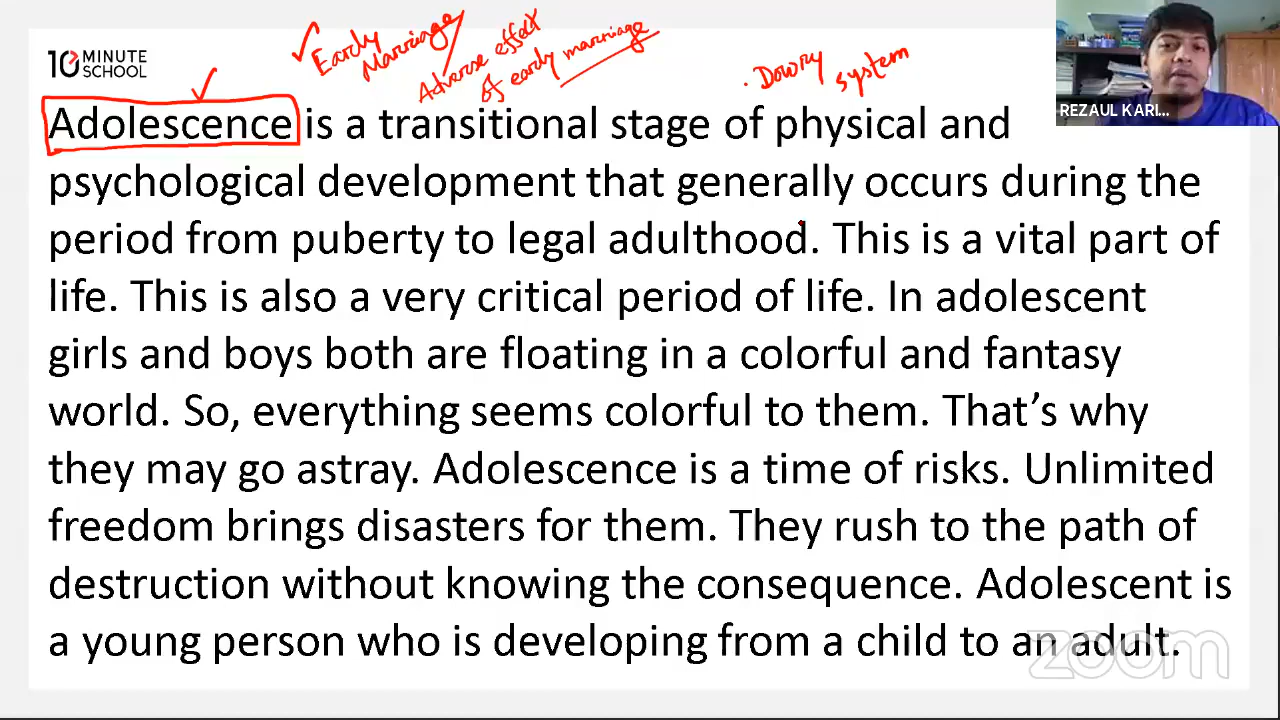 10 MINUTE
SCHOOL
Early
Marriage/
Adverse effect
of early marriage
. Dowry system
REZAUL KARI...
Adolescence is a transitional stage of physical and
psychological development that generally occurs during the
period from puberty to legal adulthood. This is a vital part of
life. This is also a very critical period of life. In adolescent
girls and boys both are floating in a colorful and fantasy
world. So, everything seems colorful to them. That’s why
they may go astray. Adolescence is a time of risks. Unlimited
freedom brings disasters for them. They rush to the path of
destruction without knowing the consequence. Adolescent is
a young person who is developing from a child to an adult.
zoom